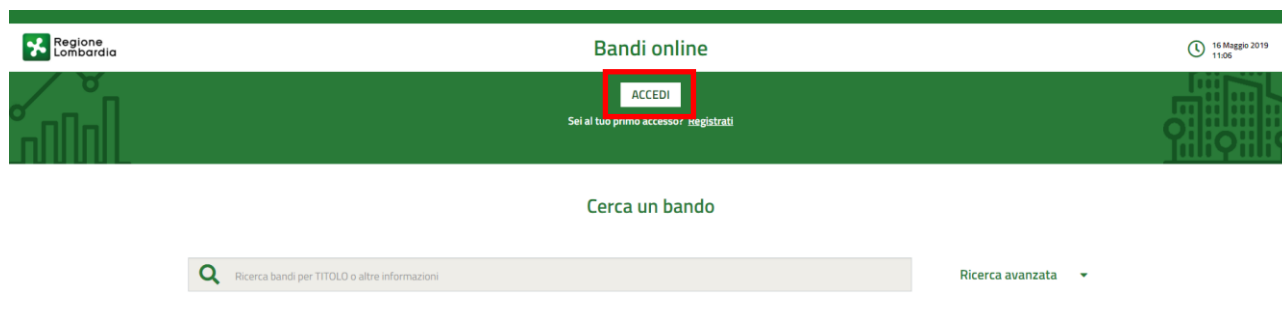 Regione
Lombardia
Bandi online
16 Maggio 2019
11:06
ACCEDI
Sei al tuo primo accesso? Registrati
Cerca un bando
Ricerca bandi per TITOLO o altre informazioni
Ricerca avanzata